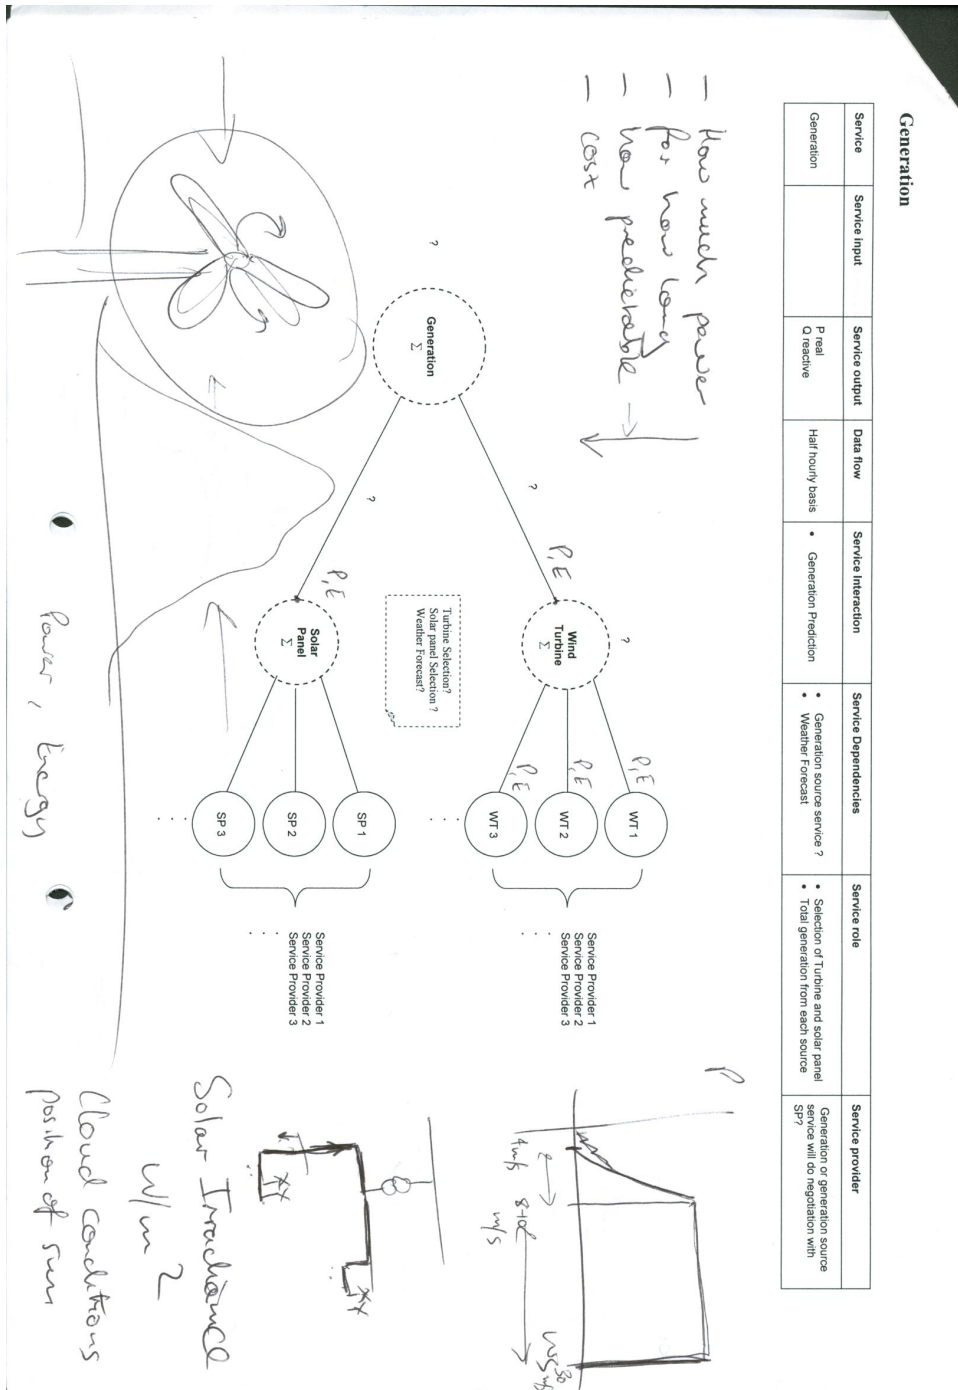 Generation
Service
Service input
Service output
Data flow
Service Interaction
Service Dependencies
Service role
Service provider
Generation
P real
Q reactive
Half hourly basis
• Generation Prediction
• Generation source service ?
• Weather Forecast
• Selection of Turbine and solar panel
• Total generation from each source
Generation or generation source
service will do negotiation with
SP?
– How much power
– for how long
– how predictable →
– cost
?
Generation
Σ
?
?
P,E
P,E
?
Wind
Turbine
Σ
Turbine Selection?
Solar panel Selection ?
Weather Forecast?
Solar
Panel
Σ
P,E
P,E
P,E
WT 1
WT 2
WT 3
SP 1
SP 2
SP 3
Service Provider 1
Service Provider 2
Service Provider 3
Service Provider 1
Service Provider 2
Service Provider 3
P
4 m/s
m/s
30
m/s
XX
XX
Solar Irradiance
W/m2
Cloud conditions
position of sun
Power, Energy